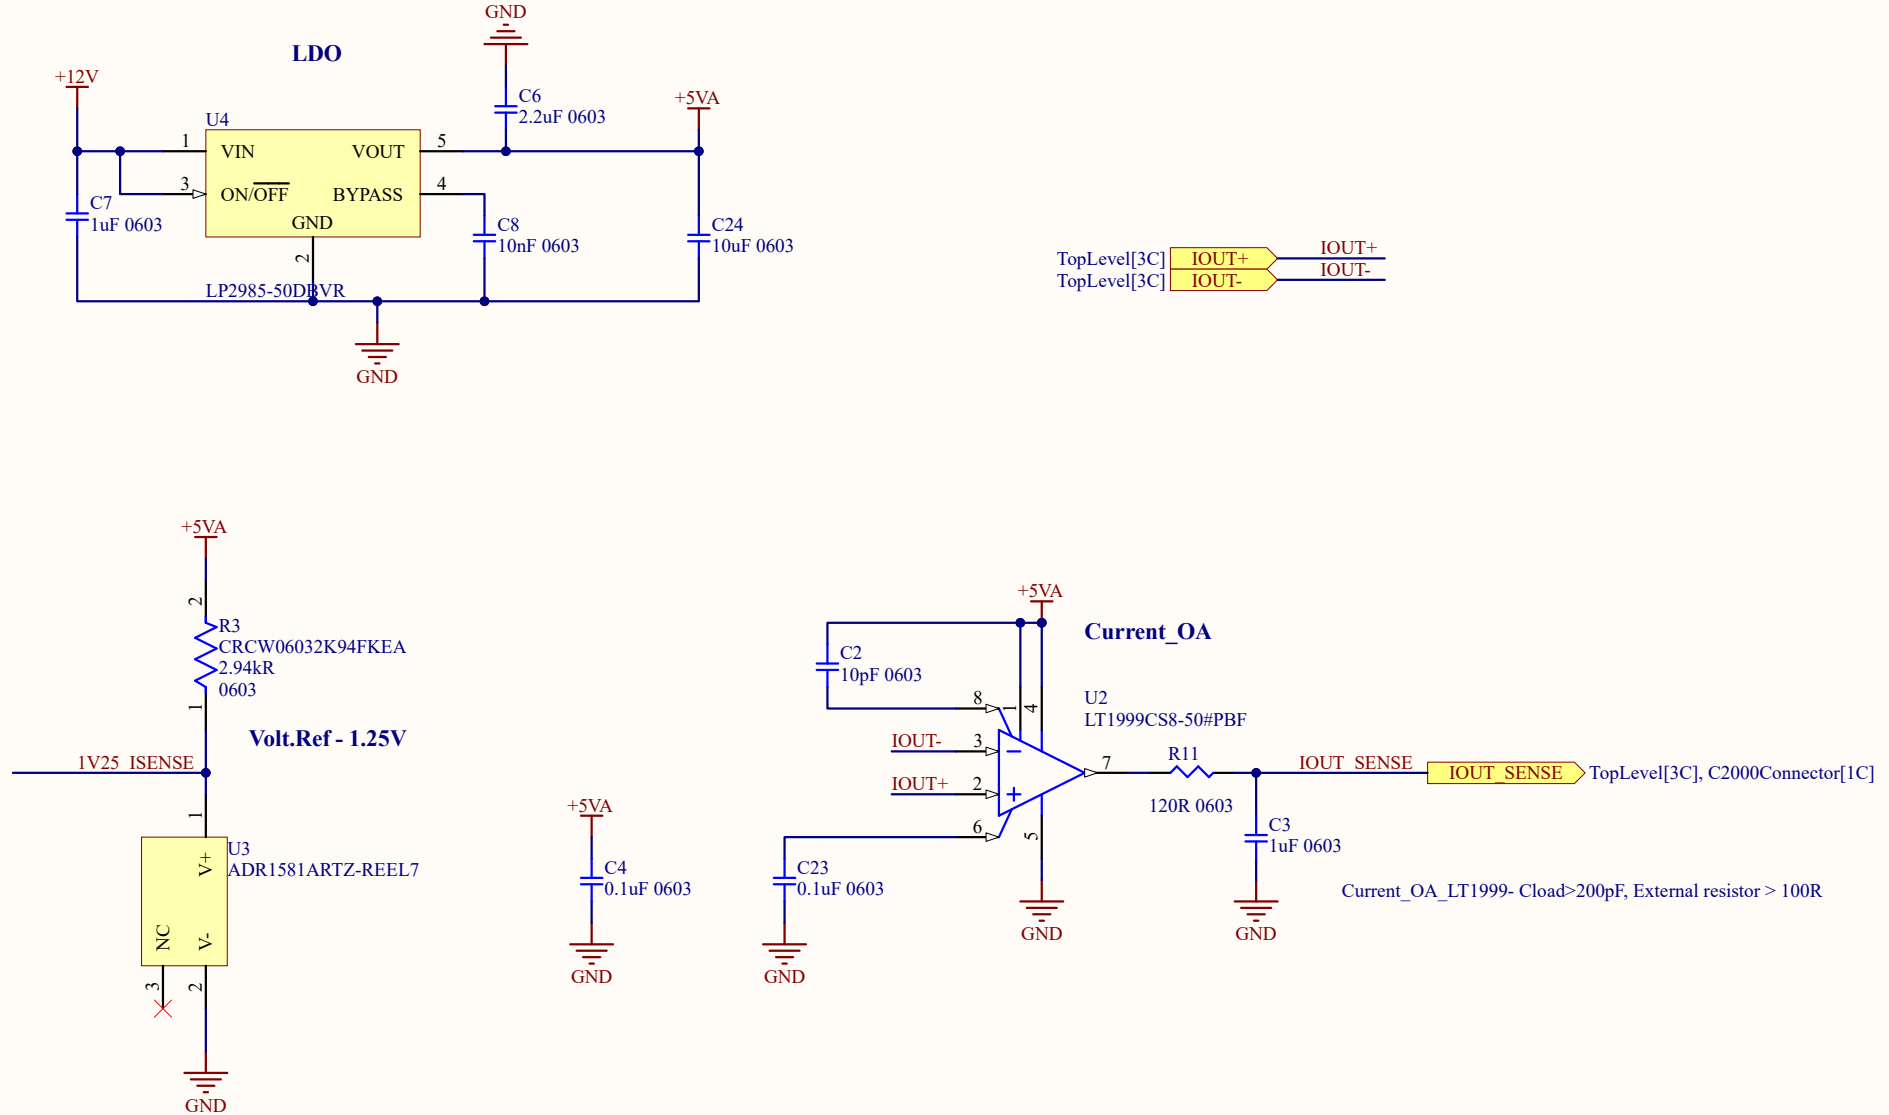 GND
LDO
+12V
C6
2.2uF 0603
+5VA
U4
1
VIN
VOUT
5
3
ON/OFF
BYPASS
4
GND
C7
1uF 0603
C8
10nF 0603
C24
10uF 0603
2
LP2985-50DBVR
GND
TopLevel[3C]
IOUT+
IOUT+
TopLevel[3C]
IOUT-
IOUT-
+5VA
2
R3
CRCW06032K94FKEA
2.94kR
0603
1
Volt.Ref - 1.25V
1V25_ISENSE
1
U3
ADR1581ARTZ-REEL7
V+
NC
V-
3
2
GND
+5VA
C4
0.1uF 0603
GND
+5VA
Current_OA
C2
10pF 0603
8
1
4
U2
LT1999CS8-50#PBF
IOUT-
3
IOUT+
2
6
5
7
R11
120R 0603
IOUT_SENSE
IOUT_SENSE
TopLevel[3C], C2000Connector[1C]
C23
0.1uF 0603
GND
GND
C3
1uF 0603
GND
Current_OA_LT1999- Cload>200pF, External resistor > 100R